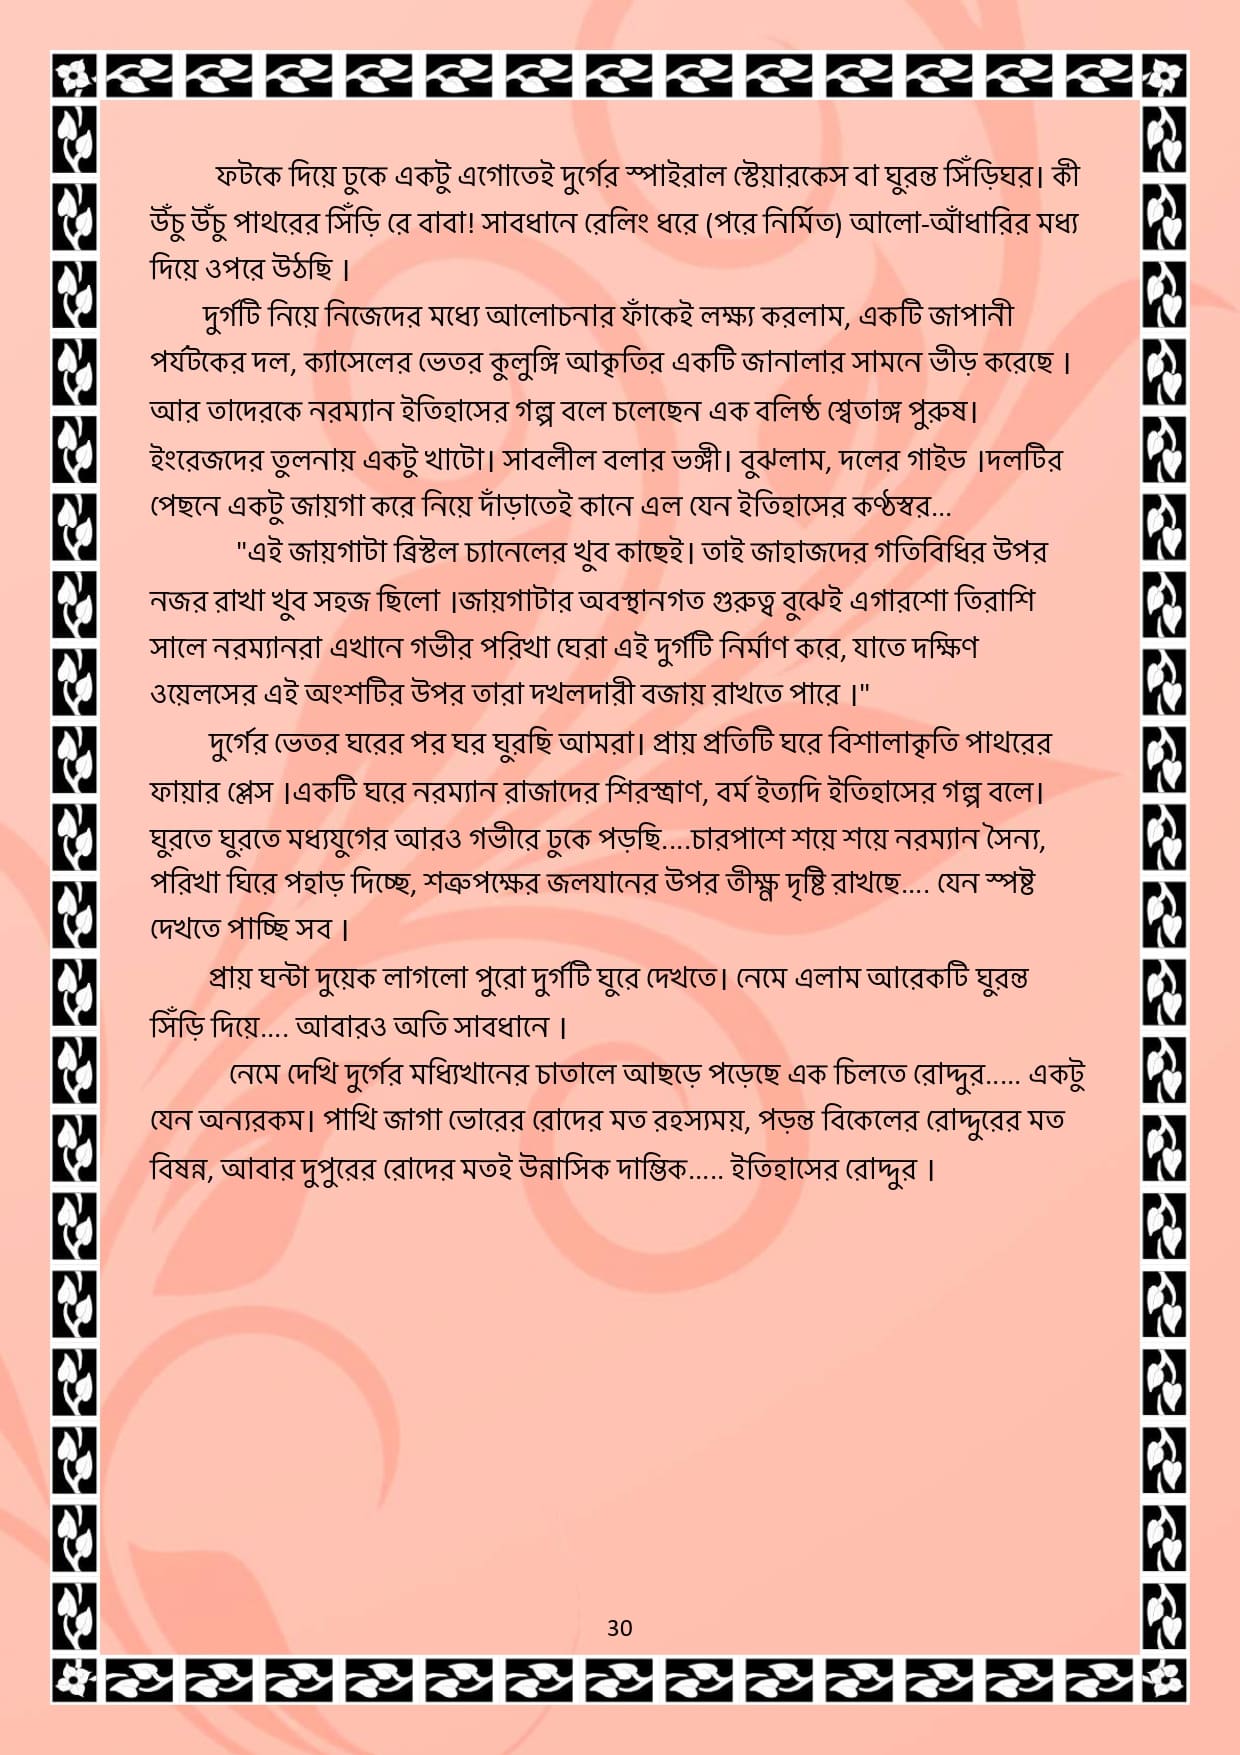 ফটকে দিয়ে ঢুকে একটু এগোতেই দুর্গের স্পাইরাল স্টেয়ারকেস বা ঘুরন্ত সিঁড়িঘর। কী
উঁচু উঁচু পাথরের সিঁড়ি রে বাবা! সাবধানে রেলিং ধরে (পরে নির্মিত) আলো-আঁধারির মধ্য
দিয়ে ওপরে উঠছি ।
দুর্গটি নিয়ে নিজেদের মধ্যে আলোচনার ফাঁকেই লক্ষ্য করলাম, একটি জাপানী
পর্যটকের দল, ক্যাসেলের ভেতর কুলুঙ্গি আকৃতির একটি জানালার সামনে ভীড় করেছে ।
আর তাদেরকে নরম্যান ইতিহাসের গল্প বলে চলেছেন এক বলিষ্ঠ শ্বেতাঙ্গ পুরুষ।
ইংরেজদের তুলনায় একটু খাটো। সাবলীল বলার ভঙ্গী। বুঝলাম, দলের গাইড ।দলটির
পেছনে একটু জায়গা করে নিয়ে দাঁড়াতেই কানে এল যেন ইতিহাসের কণ্ঠস্বর...
"এই জায়গাটা ব্রিস্টল চ্যানেলের খুব কাছেই। তাই জাহাজদের গতিবিধির উপর
নজর রাখা খুব সহজ ছিলো ।জায়গাটার অবস্থানগত গুরুত্ব বুঝেই এগারশো তিরাশি
সালে নরম্যানরা এখানে গভীর পরিখা ঘেরা এই দুর্গটি নির্মাণ করে, যাতে দক্ষিণ
ওয়েলসের এই অংশটির উপর তারা দখলদারী বজায় রাখতে পারে ।"
দুর্গের ভেতর ঘরের পর ঘর ঘুরছি আমরা। প্রায় প্রতিটি ঘরে বিশালাকৃতি পাথরের
ফায়ার প্লেস ।একটি ঘরে নরম্যান রাজাদের শিরস্ত্রাণ, বর্ম ইত্যদি ইতিহাসের গল্প বলে।
ঘুরতে ঘুরতে মধ্যযুগের আরও গভীরে ঢুকে পড়ছি....চারপাশে শয়ে শয়ে নরম্যান সৈন্য,
পরিখা ঘিরে পহাড় দিচ্ছে, শত্রুপক্ষের জলযানের উপর তীক্ষ্ণ দৃষ্টি রাখছে.... যেন স্পষ্ট
দেখতে পাচ্ছি সব ।
প্রায় ঘন্টা দুয়েক লাগলো পুরো দুর্গটি ঘুরে দেখতে। নেমে এলাম আরেকটি ঘুরন্ত
সিঁড়ি দিয়ে.... আবারও অতি সাবধানে ।
নেমে দেখি দুর্গের মধ্যিখানের চাতালে আছড়ে পড়েছে এক চিলতে রোদ্দুর..... একটু
যেন অন্যরকম। পাখি জাগা ভোরের রোদের মত রহস্যময়, পড়ন্ত বিকেলের রোদ্দুরের মত
বিষন্ন, আবার দুপুরের রোদের মতই উন্নাসিক দাম্ভিক..... ইতিহাসের রোদ্দুর ।
30